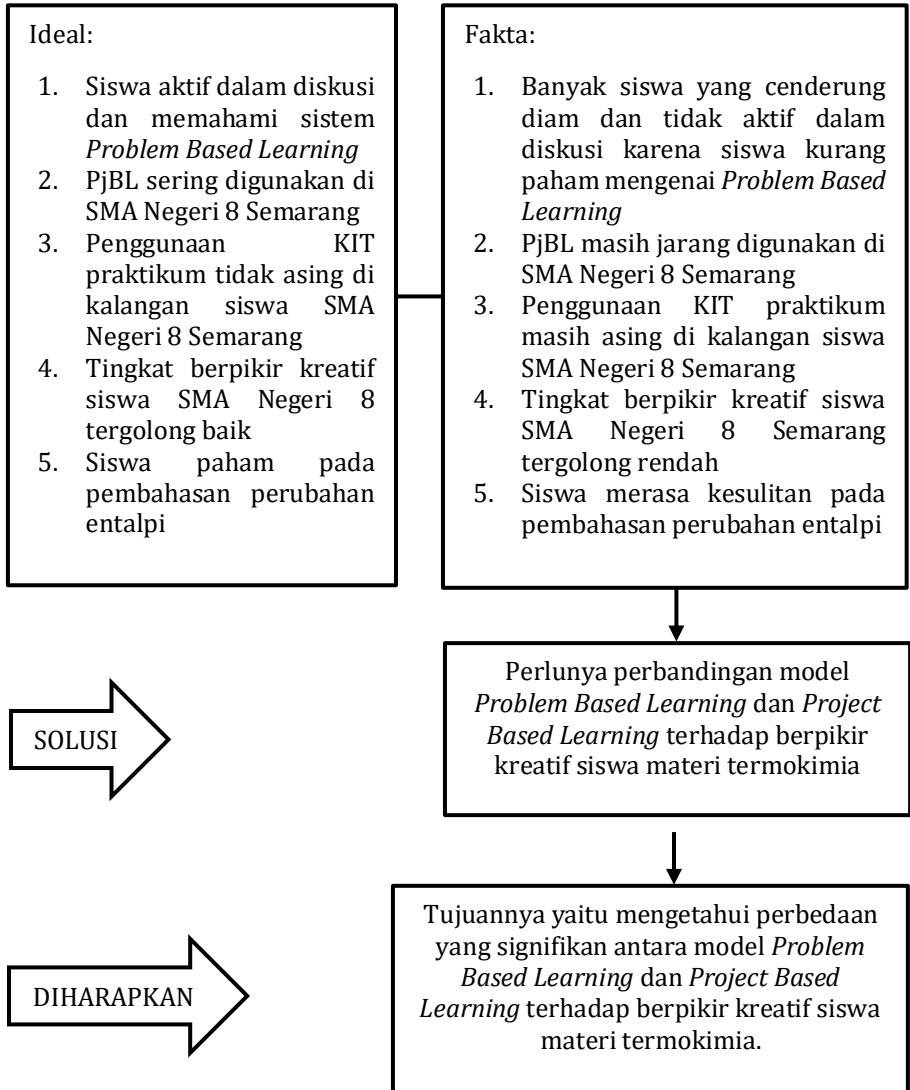 Ideal:
1. Siswa aktif dalam diskusi
dan memahami sistem
Problem Based Learning
2. PjBL sering digunakan di
SMA Negeri 8 Semarang
3. Penggunaan KIT
praktikum tidak asing di
kalangan siswa SMA
Negeri 8 Semarang
4. Tingkat berpikir kreatif
siswa SMA Negeri 8
tergolong baik
5. Siswa paham pada
pembahasan perubahan
entalpi
Fakta:
1. Banyak siswa yang cenderung
diam dan tidak aktif dalam
diskusi karena siswa kurang
paham mengenai Problem Based
Learning
2. PjBL masih jarang digunakan di
SMA Negeri 8 Semarang
3. Penggunaan KIT praktikum
masih asing di kalangan siswa
SMA Negeri 8 Semarang
4. Tingkat berpikir kreatif siswa
SMA Negeri 8 Semarang
tergolong rendah
5. Siswa merasa kesulitan pada
pembahasan perubahan entalpi
SOLUSI
Perlunya perbandingan model
Problem Based Learning dan Project
Based Learning terhadap berpikir
kreatif siswa materi termokimia
DIHARAPKAN
Tujuannya yaitu mengetahui perbedaan
yang signifikan antara model Problem
Based Learning dan Project Based
Learning terhadap berpikir kreatif siswa
materi termokimia.